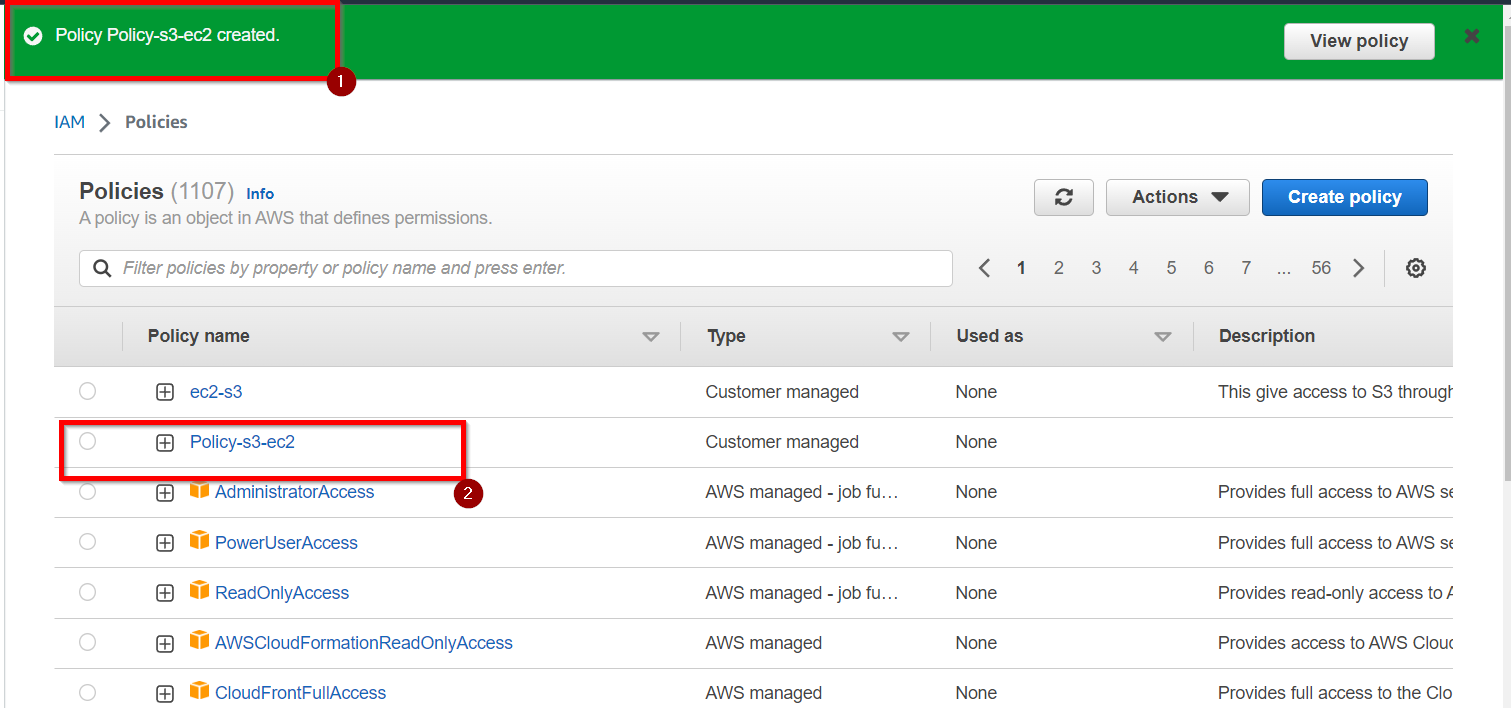 Policy Policy-s3-ec2 created.
View policy
1
IAM Policies
Policies (1107) Info
Actions
Create policy
A policy is an object in AWS that defines permissions.
Filter policies by property or policy name and press enter.
1 2 3 4 5 6 7 ... 56
Policy name Type Used as Description
ec2-s3 Customer managed None This give access to S3 through
Policy-s3-ec2 Customer managed None
2
AdministratorAccess AWS managed - job fu… None Provides full access to AWS se
PowerUserAccess AWS managed - job fu… None Provides full access to AWS se
ReadOnlyAccess AWS managed - job fu… None Provides read-only access to A
AWSCloudFormationReadOnlyAccess AWS managed None Provides access to AWS Clou
CloudFrontFullAccess AWS managed None Provides full access to the Clo